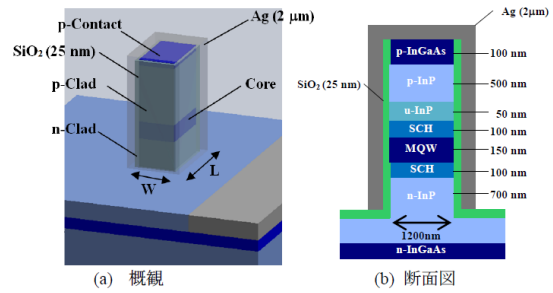 p-Contact
Ag (2 μm)
SiO2 (25 nm)
p-Clad
Core
n-Clad
W
L
(a) 概観
Ag (2μm)
SiO2 (25 nm)
p-InGaAs
100 nm
p-InP
500 nm
u-InP
50 nm
SCH
100 nm
MQW
150 nm
SCH
100 nm
n-InP
700 nm
1200nm
n-InGaAs
(b) 断面図